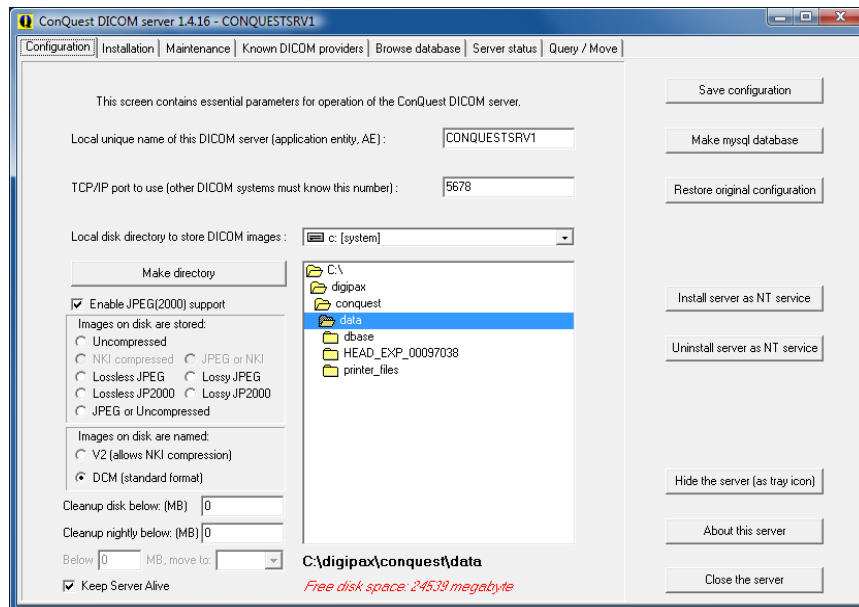 ConQuest DICOM server 1.4.16 - CONQUESTSRV1
Configuration Installation Maintenance Known DICOM providers Browse database Server status Query / Move
This screen contains essential parameters for operation of the ConQuest DICOM server.
Local unique name of this DICOM server (application entity, AE) : CONQUESTSRV1
TCP/IP port to use (other DICOM systems must know this number) : 5678
Local disk directory to store DICOM images : c: [system]
Make directory
Enable JPEG(2000) support
Images on disk are stored:
Uncompressed
NKI compressed JPEG or NKI
Lossless JPEG Lossy JPEG
Lossless JP2000 Lossy JP2000
JPEG or Uncompressed
Images on disk are named:
V2 (allows NKI compression)
DCM (standard format)
Cleanup disk below: (MB) 0
Cleanup nightly below: (MB) 0
Below 0 MB, move to:
Keep Server Alive
C:\
digipax
conquest
data
dbase
HEAD_EXP_00097038
printer_files
C:\digipax\conquest\data
Free disk space: 24539 megabyte
Save configuration
Make mysql database
Restore original configuration
Install server as NT service
Uninstall server as NT service
Hide the server (as tray icon)
About this server
Close the server